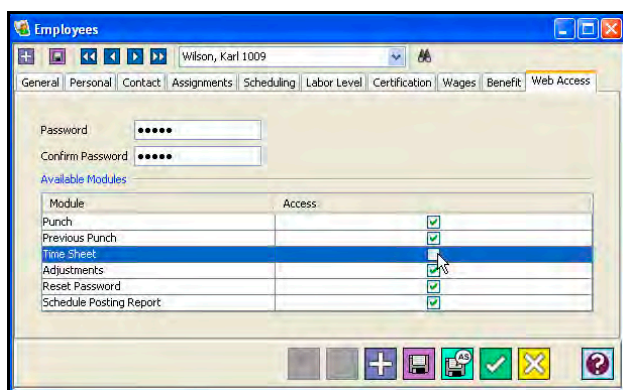 Employees
Wilson, Karl 1009
General Personal Contact Assignments Scheduling Labor Level Certification Wages Benefit Web Access
Password •••••
Confirm Password •••••
Available Modules
Module Access
Punch
Previous Punch
Time Sheet
Adjustments
Reset Password
Schedule Posting Report
AS
?